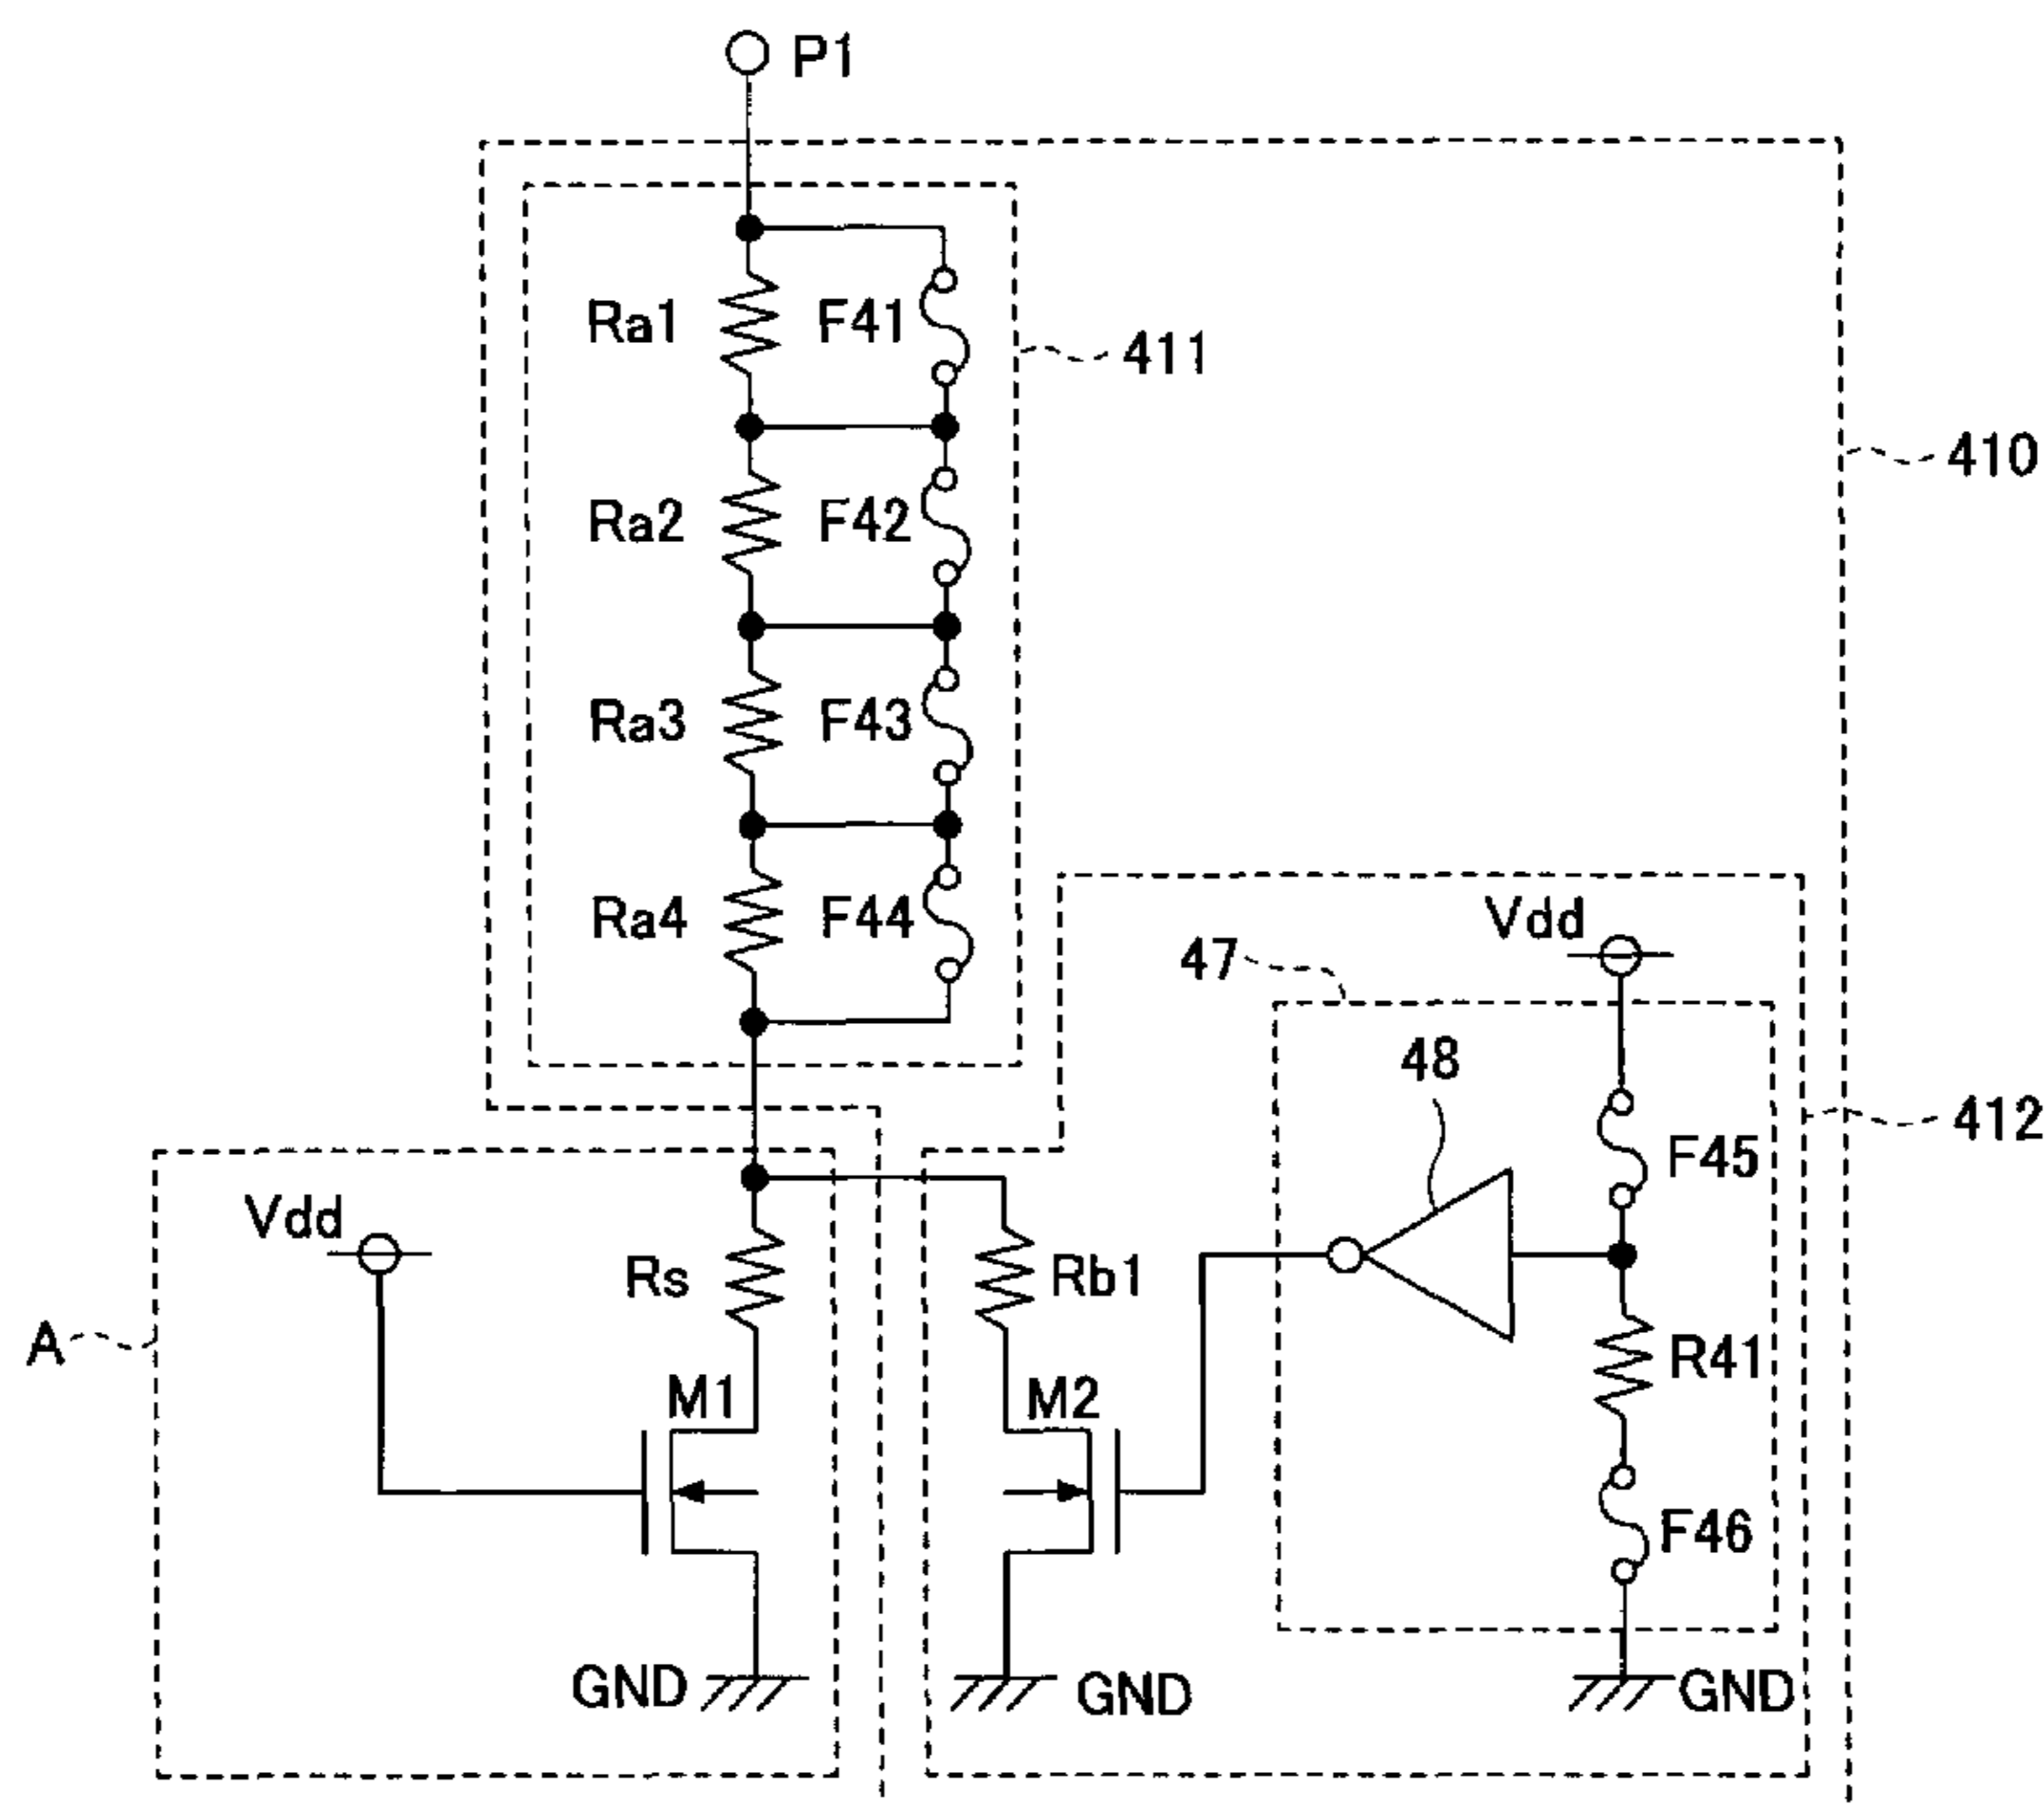 P1
Ra1 F41
411
410
Ra2 F42
Ra3 F43
Ra4 F44
Vdd
47
48
412
F45
Vdd
Rs
Rb1
A
R41
M1
M2
F46
GND
GND
GND